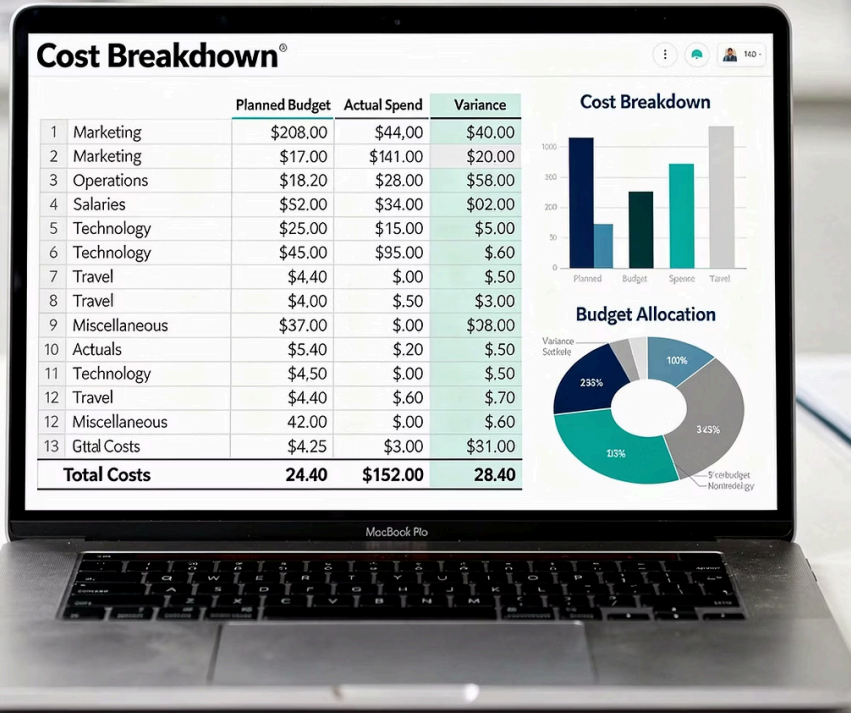 Cost Breakdhown®
140
Planned Budget Actual Spend Variance
1 Marketing $208.00 $44,00 $40.00
2 Marketing $17.00 $141.00 $20.00
3 Operations $18.20 $28.00 $58.00
4 Salaries $52.00 $34.00 $02.00
5 Technology $25.00 $15.00 $5.00
6 Technology $45.00 $95.00 $.60
7 Travel $4,40 $.00 $.50
8 Travel $4.00 $.50 $3.00
9 Miscellaneous $37.00 $.00
10 Actuals $5.40 $.20 $.50
11 Technology $4,50 $.00 $.50
12 Travel $4.40 $.60 $.70
12 Miscellaneous 42.00 $.00 $.60
13 Gttal Costs $4.25 $3.00 $31.00
Total Costs 24.40 $152.00 28.40
Cost Breakdown
1000
300
200
50
0
Planned Budget Spence
Budget Allocation
Variance
100%
MacBook Plo